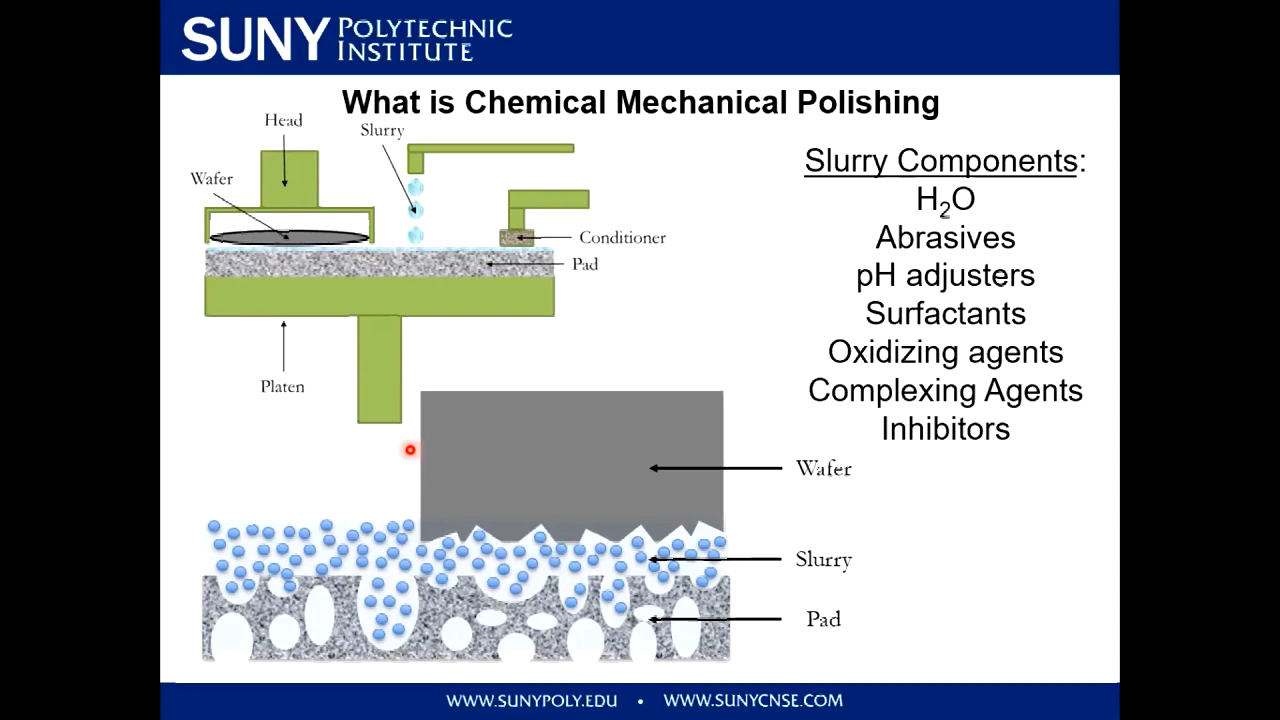 SUNY POLYTECHNIC INSTITUTE
What is Chemical Mechanical Polishing
Head
Slurry
Wafer
Conditioner
Pad
Platen
Slurry Components:
H₂O
Abrasives
pH adjusters
Surfactants
Oxidizing agents
Complexing Agents
Inhibitors
Wafer
Slurry
Pad
WWW.SUNYPOLY.EDU • WWW.SUNYCNSE.COM